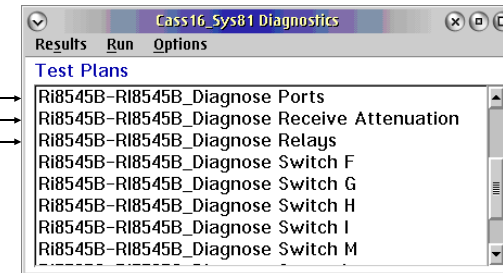 Cass16_Sys81 Diagnostics
Results Run Options
Test Plans
Ri8545B-RI8545B_Diagnose Ports
Ri8545B-RI8545B_Diagnose Receive Attenuation
Ri8545B-RI8545B_Diagnose Relays
Ri8545B-RI8545B_Diagnose Switch F
Ri8545B-RI8545B_Diagnose Switch G
Ri8545B-RI8545B_Diagnose Switch H
Ri8545B-RI8545B_Diagnose Switch I
Ri8545B-RI8545B_Diagnose Switch M